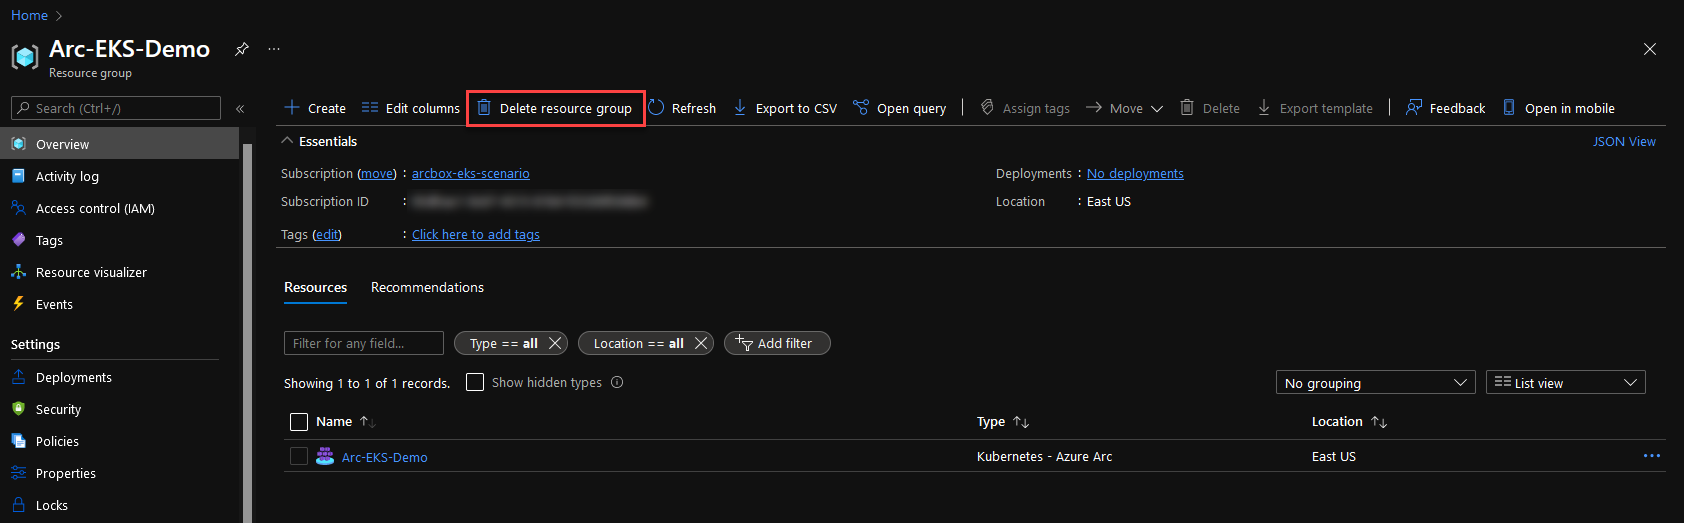 Home
Arc-EKS-Demo
Resource group
Search (Ctrl+/)
Overview
Activity log
Access control (IAM)
Tags
Resource visualizer
Events
Settings
Deployments
Security
Policies
Properties
Locks
Create Edit columns Delete resource group Refresh Export to CSV Open query Assign tags Move Delete Export template Feedback Open in mobile
Essentials JSON View
Subscription (move) : arcbox-eks-scenario Deployments : No deployments
Subscription ID : Location : East US
Tags (edit) : Click here to add tags
Resources Recommendations
Filter for any field... Type == all Location == all Add filter
Showing 1 to 1 of 1 records. Show hidden types No grouping List view
Name Type Location
Arc-EKS-Demo Kubernetes - Azure Arc East US